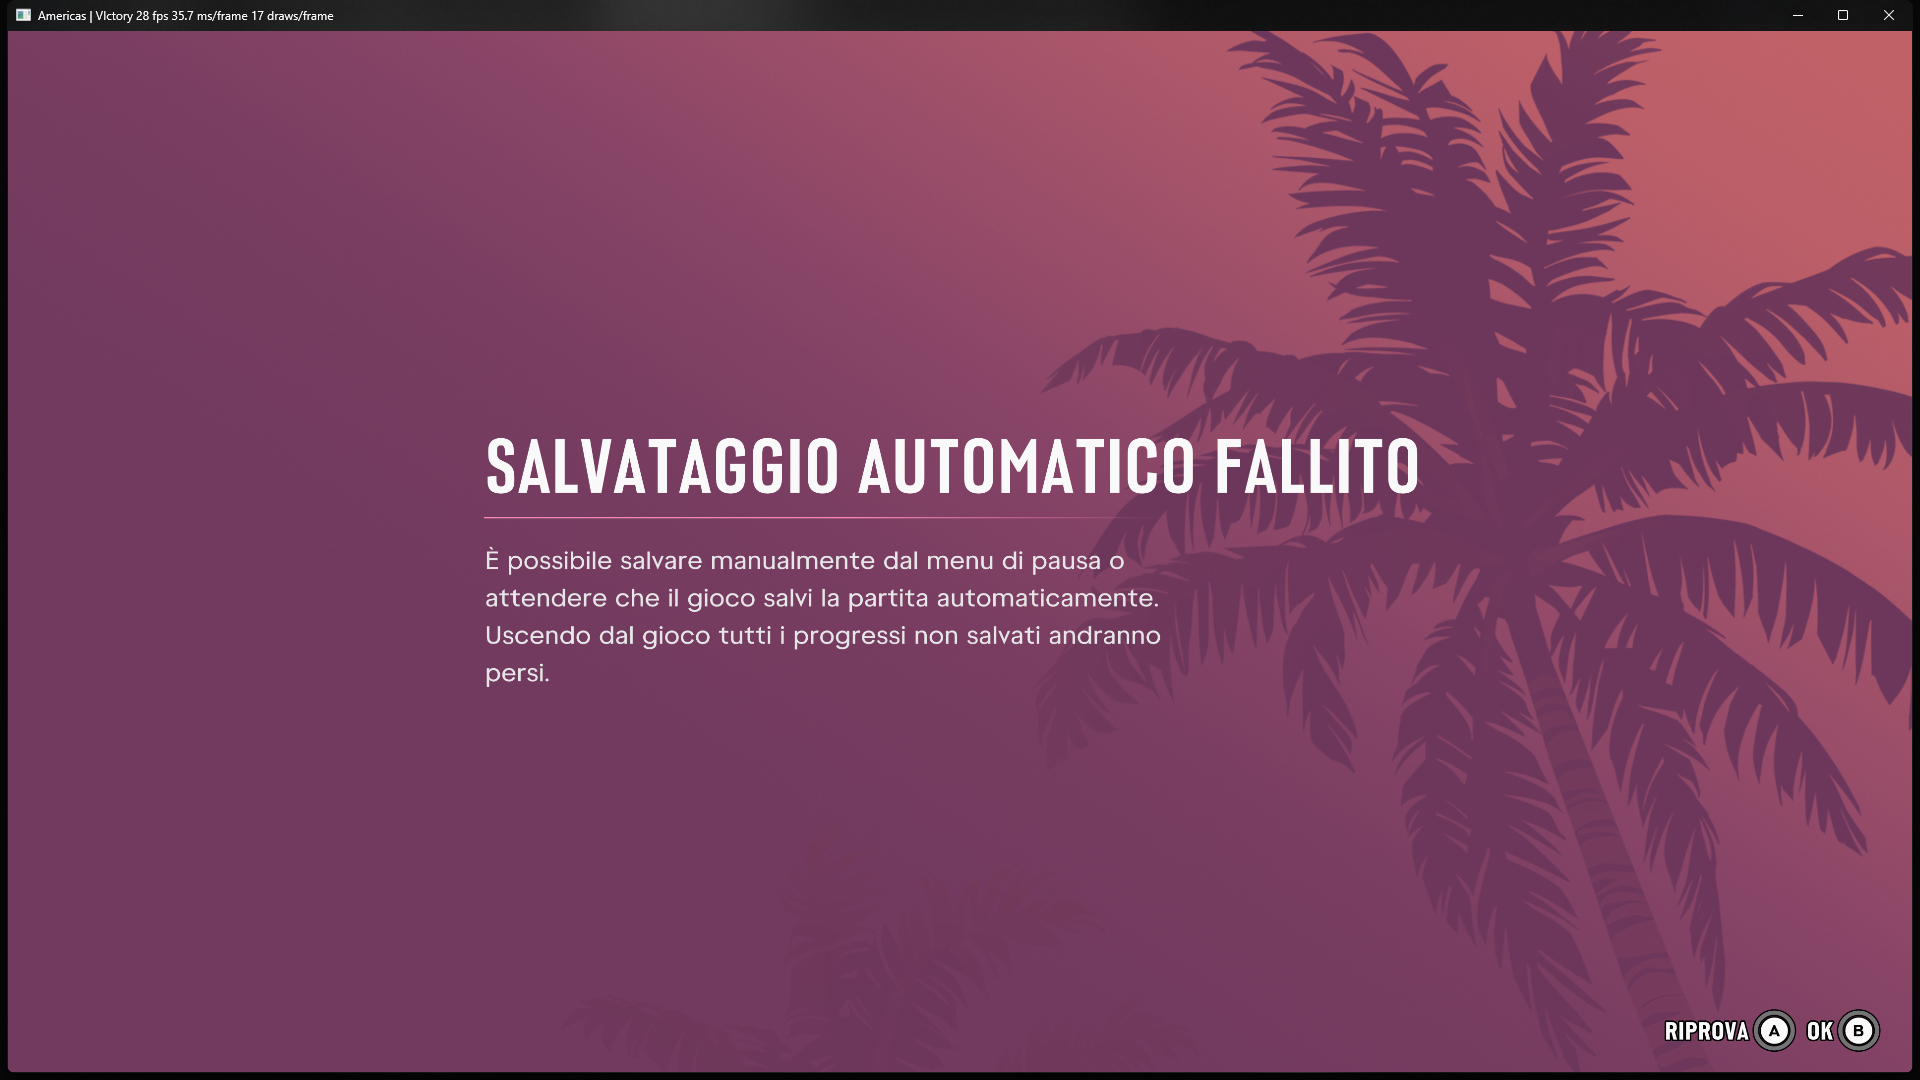 Americas | VIctory 28 fps 35.7 ms/frame 17 draws/frame
SALVATAGGIO AUTOMATICO FALLITO
È possibile salvare manualmente dal menu di pausa o
attendere che il gioco salvi la partita automaticamente.
Uscendo dal gioco tutti i progressi non salvati andranno
persi.
RIPROVA A OK B